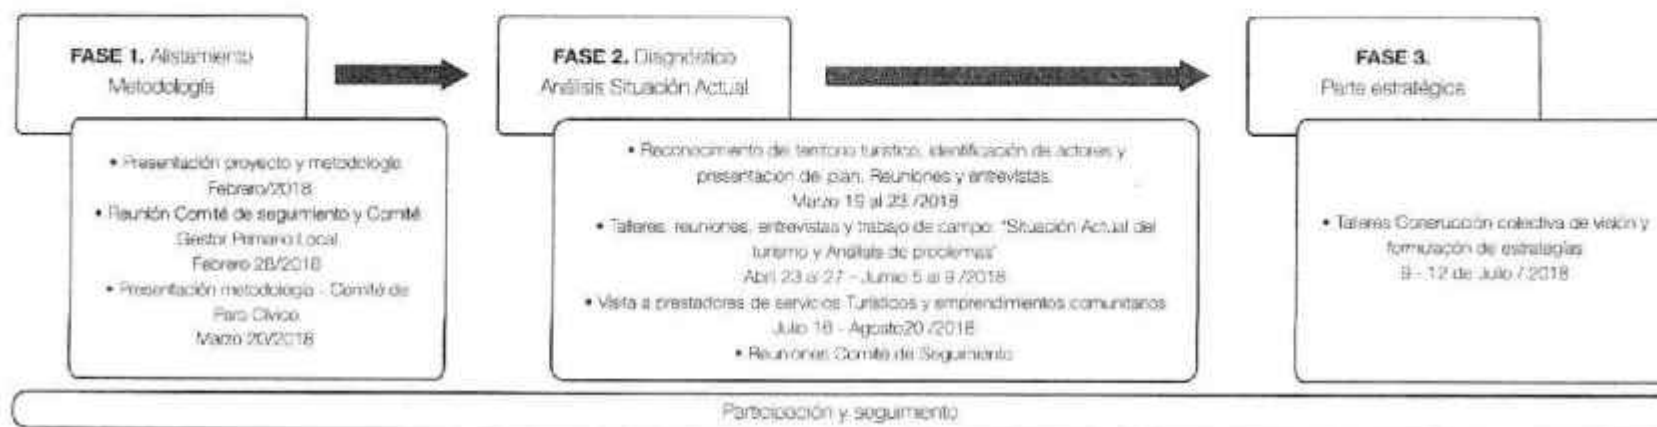 FASE 1. Alistamiento
Metodología
• Presentación proyecto y metodología
Febrero/2018
• Reunión Comité de seguimiento y Comité
Gestor Primario Local
Febrero 28/2018
• Presentación metodología - Comité de
Paro Cívico
Marzo 20/2018
FASE 2. Diagnóstico
Análisis Situación Actual
• Reconocimiento del territorio turístico, identificación de actores y
presentación de plan. Reuniones y entrevistas.
Marzo 19 al 23 /2018
• Talleres, reuniones, entrevistas y trabajo de campo: "Situación Actual del
turismo y Análisis de problemas"
Abril 23 al 27 - Junio 5 al 9 /2018
• Visita a prestadores de servicios Turísticos y emprendimientos comunitarios
Julio 16 - Agosto20 /2018
• Reuniones Comité de Seguimiento
FASE 3.
Parte estratégica
• Talleres Construcción colectiva de visión y
formulación de estrategías
9 - 12 de Julio / 2018
Participación y seguimiento